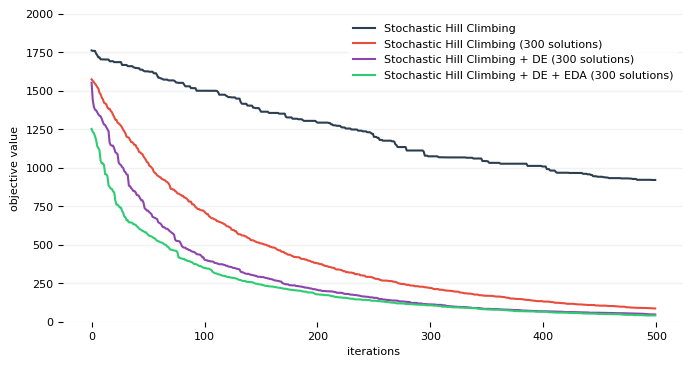 2000
1750
1500
1250
1000
750
500
250
0
objective value
Stochastic Hill Climbing
Stochastic Hill Climbing (300 solutions)
Stochastic Hill Climbing + DE (300 solutions)
Stochastic Hill Climbing + DE + EDA (300 solutions)
0 100 200 300 400 500
iterations